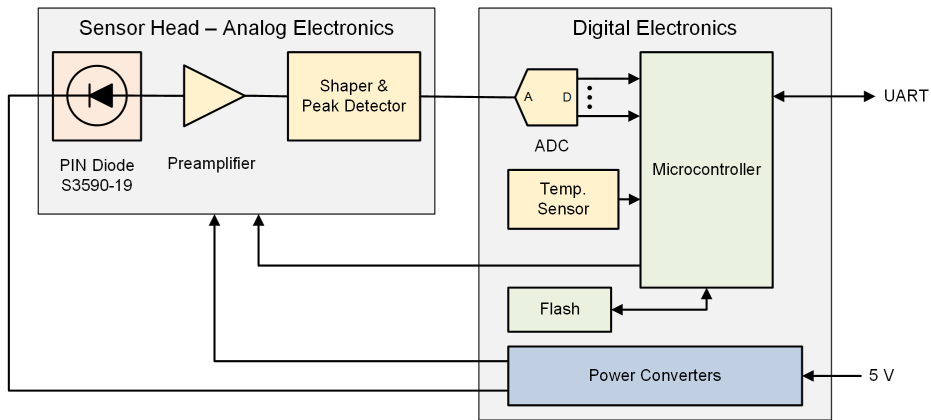 Sensor Head – Analog Electronics
PIN Diode
S3590-19
Preamplifier
Shaper &
Peak Detector
Digital Electronics
A
D
ADC
Temp.
Sensor
Microcontroller
UART
Flash
Power Converters
5 V